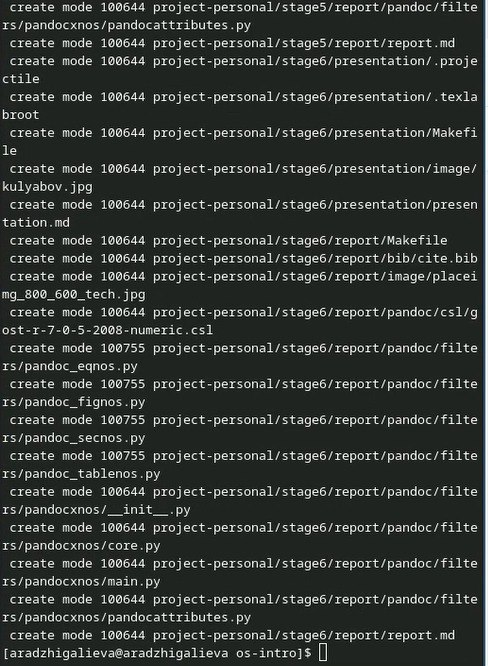 create mode 100644 project-personal/stage5/report/pandoc/filte
rs/pandocxnos/pandocattributes.py
create mode 100644 project-personal/stage5/report/report.md
create mode 100644 project-personal/stage6/presentation/.proje
ctile
create mode 100644 project-personal/stage6/presentation/.texla
broot
create mode 100644 project-personal/stage6/presentation/Makefi
le
create mode 100644 project-personal/stage6/presentation/image/
kulyabov.jpg
create mode 100644 project-personal/stage6/presentation/presen
tation.md
create mode 100644 project-personal/stage6/report/Makefile
create mode 100644 project-personal/stage6/report/bib/cite.bib
create mode 100644 project-personal/stage6/report/image/placei
mg_800_600_tech.jpg
create mode 100644 project-personal/stage6/report/pandoc/csl/g
ost-r-7-0-5-2008-numeric.csl
create mode 100755 project-personal/stage6/report/pandoc/filte
rs/pandoc_eqnos.py
create mode 100755 project-personal/stage6/report/pandoc/filte
rs/pandoc_fignos.py
create mode 100755 project-personal/stage6/report/pandoc/filte
rs/pandoc_secnos.py
create mode 100755 project-personal/stage6/report/pandoc/filte
rs/pandoc_tablenos.py
create mode 100644 project-personal/stage6/report/pandoc/filte
rs/pandocxnos/__init__.py
create mode 100644 project-personal/stage6/report/pandoc/filte
rs/pandocxnos/core.py
create mode 100644 project-personal/stage6/report/pandoc/filte
rs/pandocxnos/main.py
create mode 100644 project-personal/stage6/report/pandoc/filte
rs/pandocxnos/pandocattributes.py
create mode 100644 project-personal/stage6/report/report.md
[aradzhigalieva@aradzhigalieva os-intro]$